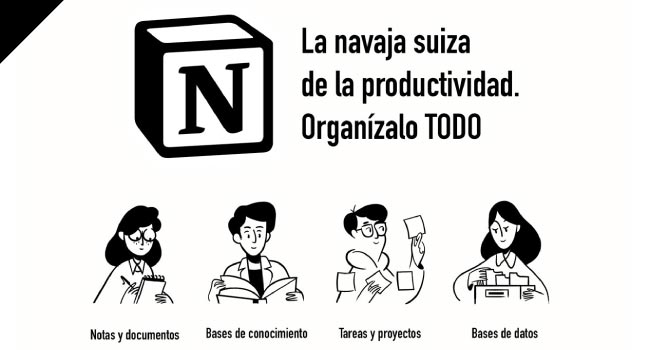 N
La navaja suiza
de la productividad.
Organízalo TODO
Notas y documentos
Bases de conocimiento
Tareas y proyectos
Bases de datos